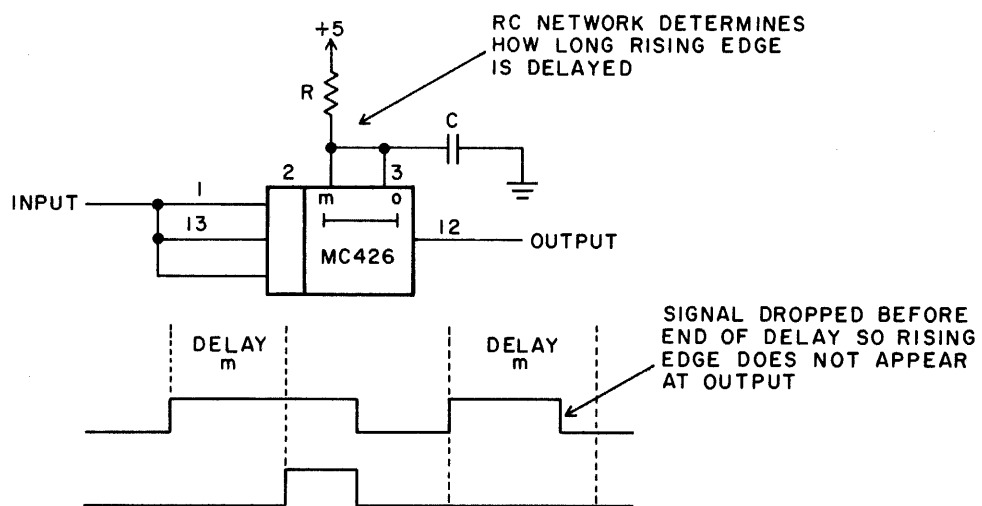 RC NETWORK DETERMINES
HOW LONG RISING EDGE
IS DELAYED
+5
R
C
2
3
m
o
INPUT
1
13
12
OUTPUT
MC426
SIGNAL DROPPED BEFORE
END OF DELAY SO RISING
EDGE DOES NOT APPEAR
AT OUTPUT
DELAY
m
DELAY
m